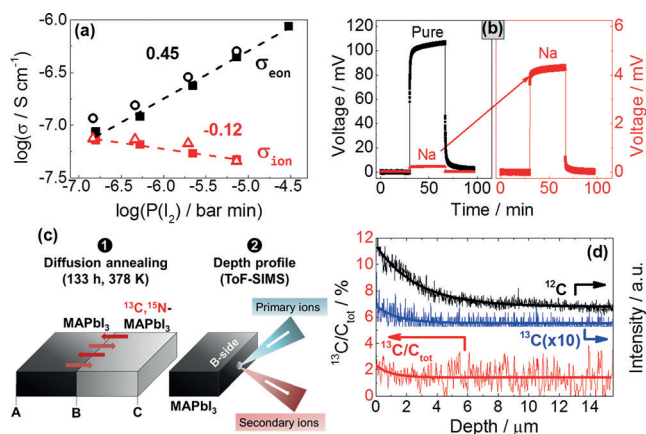 (a)
0.45
σeon
-0.12
σion
log(σ / S cm⁻¹)
-6.0
-6.5
-7.0
-7.5
-7.0 -6.5 -6.0 -5.5 -5.0 -4.5
log(P(I₂) / bar min)
(b)
Pure
Na
Na
Voltage / mV
120
100
80
60
40
20
0
0 50 100
0 50 100
Time / min
6
4
2
0
Voltage / mV
(c)
1
Diffusion annealing
(133 h, 378 K)
¹³C,¹⁵N-
MAPbI₃
MAPbI₃
A
B
C
2
Depth profile
(ToF-SIMS)
Primary ions
B-side
MAPbI₃
Secondary ions
(d)
¹²C
¹³C(x10)
¹³C/Ctot
¹³C/Ctot / %
12
10
8
6
4
2
0
0 2 4 6 8 10 12 14
Depth / μm
Intensity / a.u.